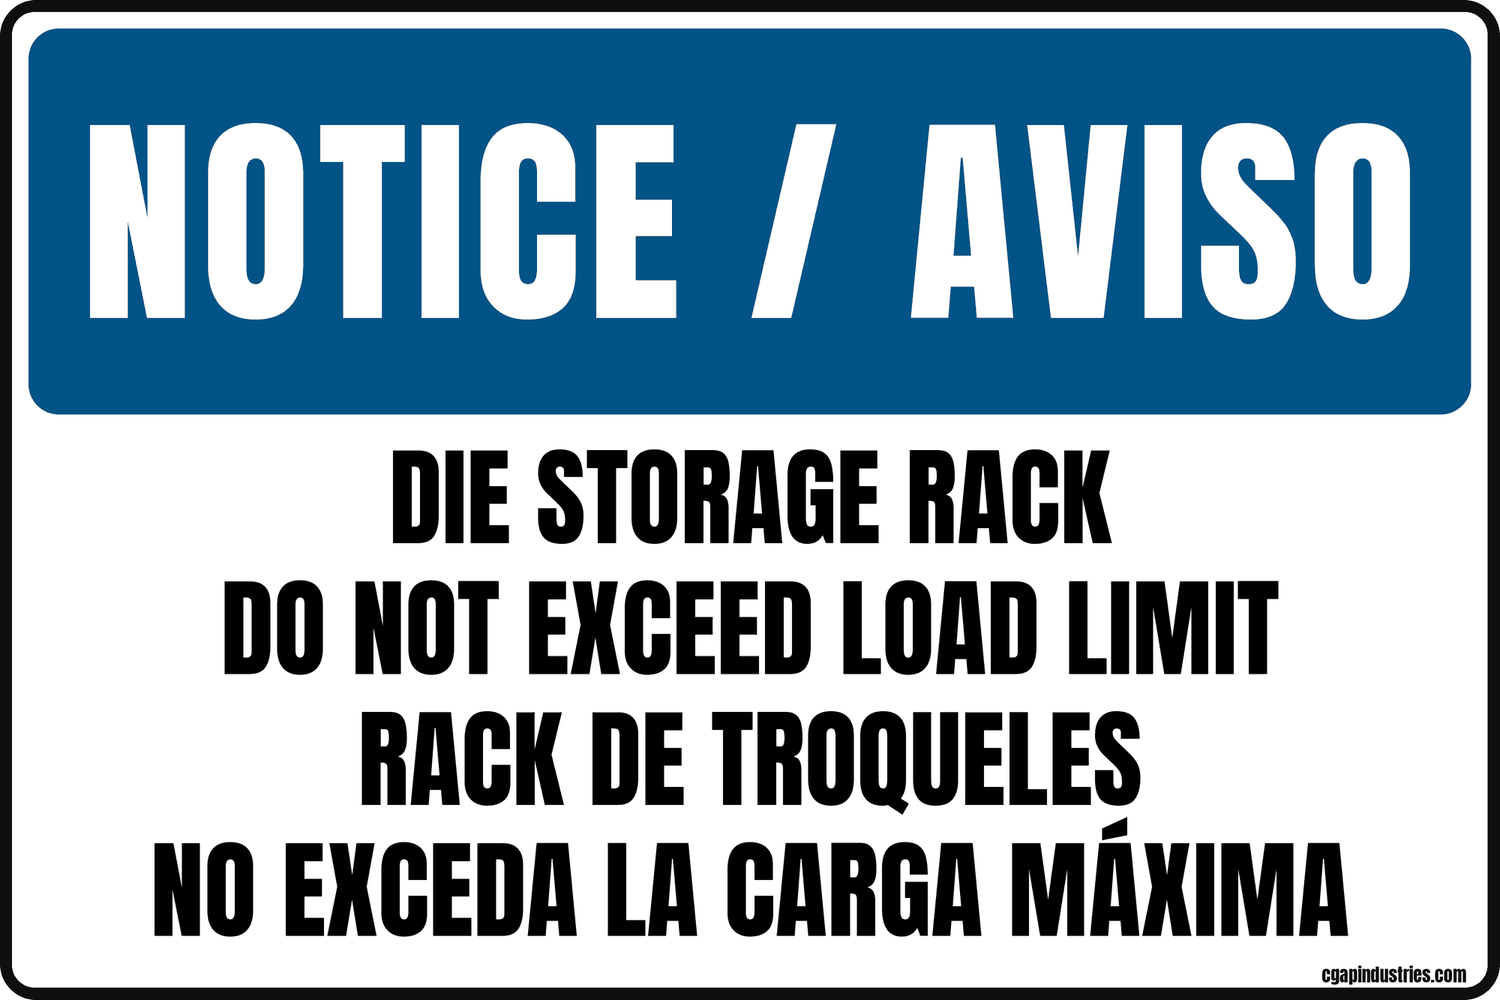 NOTICE / AVISO
DIE STORAGE RACK
DO NOT EXCEED LOAD LIMIT
RACK DE TROQUELES
NO EXCEDA LA CARGA MÁXIMA
cgapindustries.com